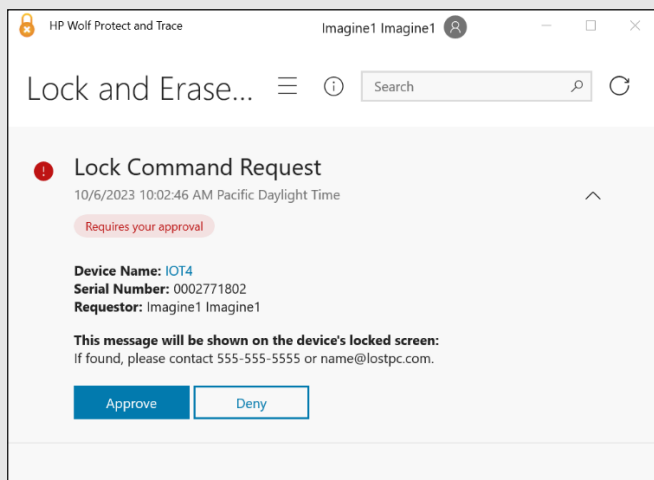 HP Wolf Protect and Trace
Imagine1 Imagine1
Lock and Erase...
Search
Lock Command Request
10/6/2023 10:02:46 AM Pacific Daylight Time
Requires your approval
Device Name: IOT4
Serial Number: 0002771802
Requestor: Imagine1 Imagine1
This message will be shown on the device's locked screen:
If found, please contact 555-555-5555 or name@lostpc.com.
Approve
Deny